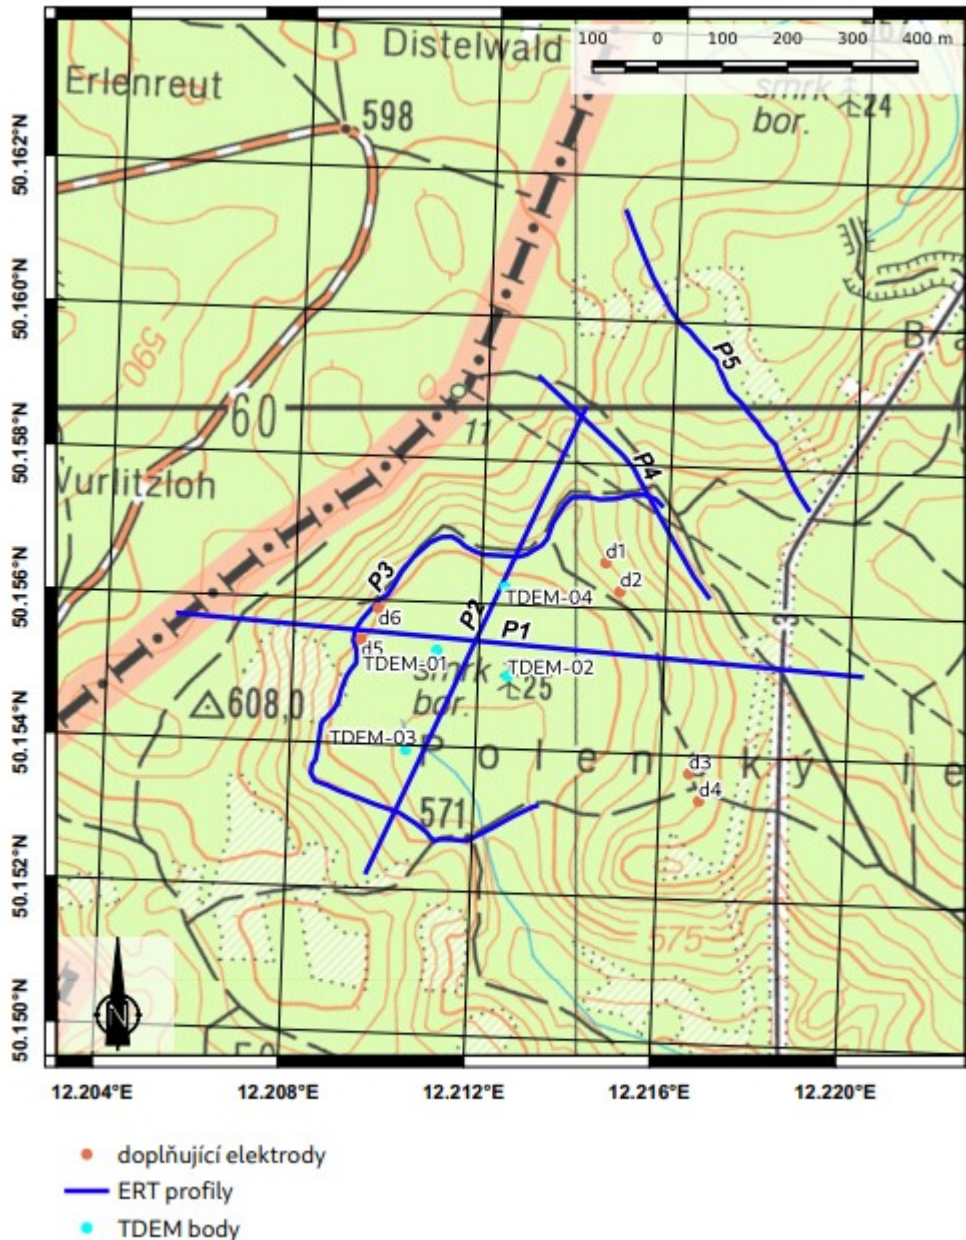 100 0 100 200 300 400 m
Distelwald
Erlenreut
598
smrk
bor. 24
50.162°N
50.160°N
590
P5
60
11
50.158°N
P4
d1
d2
50.156°N
P3
d6
d5
P2
P1
TDEM-04
TDEM-01
TDEM-02
smrk
bor.
25
608,0
50.154°N
TDEM-03
Polenký
le
d3
d4
571
50.152°N
575
50.150°N
N
12.204°E 12.208°E 12.212°E 12.216°E 12.220°E
doplňující elektrody
ERT profily
TDEM body